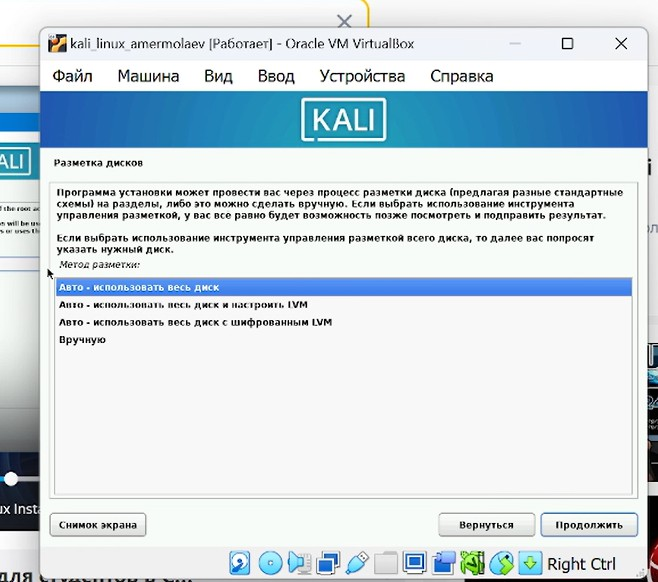 kali_linux_amermolaev [Работает] - Oracle VM VirtualBox
Файл Машина Вид Ввод Устройства Справка
KALI
Разметка дисков
Программа установки может провести вас через процесс разметки диска (предлагая разные стандартные
схемы) на разделы, либо это можно сделать вручную. Если выбрать использование инструмента
управления разметкой, у вас всё равно будет возможность позже посмотреть и подправить результат.
Если выбрать использование инструмента управления разметкой всего диска, то далее вас попросят
указать нужный диск.
Метод разметки:
Авто - использовать весь диск
Авто - использовать весь диск и настроить LVM
Авто - использовать весь диск с шифрованным LVM
Вручную
Снимок экрана Вернуться Продолжить
Right Ctrl